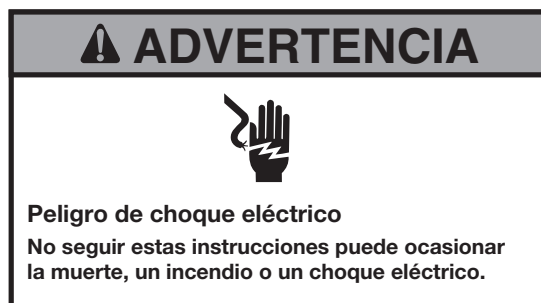 ADVERTENCIA
Peligro de choque eléctrico
No seguir estas instrucciones puede ocasionar
la muerte, un incendio o un choque eléctrico.